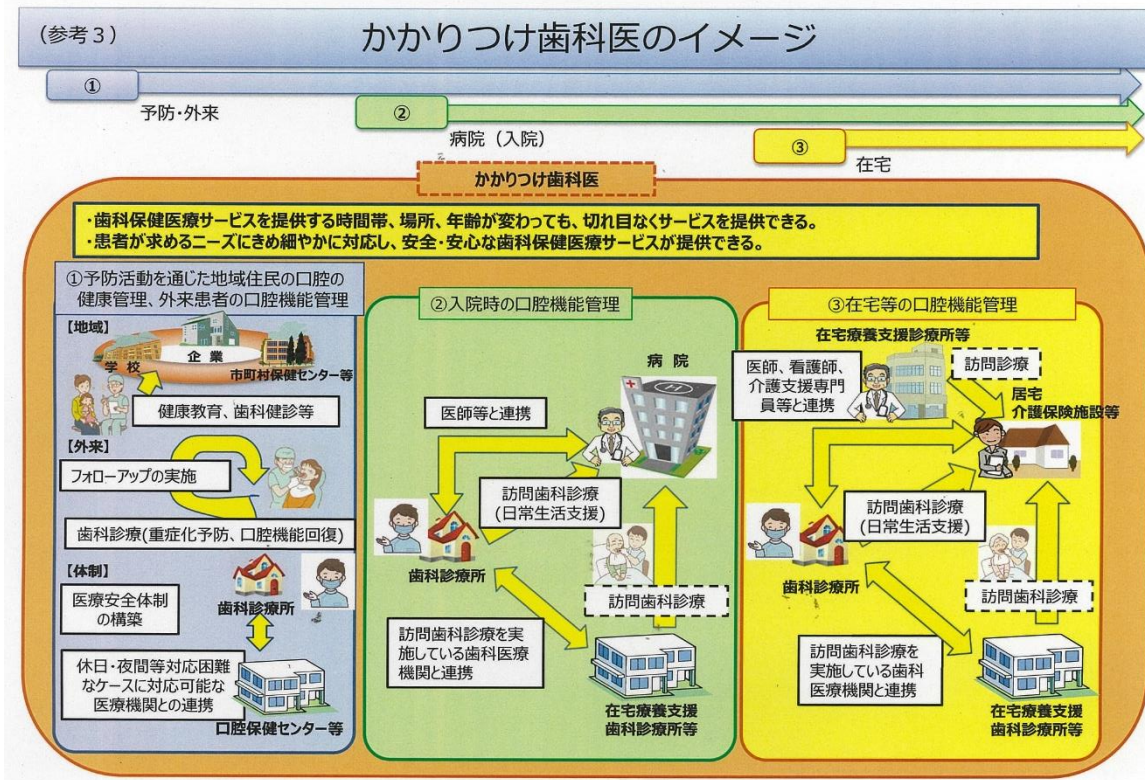 (参考3)
かかりつけ歯科医のイメージ
①
予防・外来
②
病院(入院)
③
在宅
かかりつけ歯科医
・歯科保健医療サービスを提供する時間帯、場所、年齢が変わっても、切れ目なくサービスを提供できる。
・患者が求めるニーズにきめ細やかに対応し、安全・安心な歯科保健医療サービスが提供できる。
①予防活動を通じた地域住民の口腔の
健康管理、外来患者の口腔機能管理
【地域】
企業
学校
市町村保健センター等
健康教育、歯科健診等
【外来】
フォローアップの実施
歯科診療(重症化予防、口腔機能回復)
【体制】
医療安全体制
の構築
歯科診療所
休日・夜間等対応困難
なケースに対応可能な
医療機関との連携
口腔保健センター等
②入院時の口腔機能管理
病院
H
医師等と連携
訪問歯科診療
(日常生活支援)
歯科診療所
訪問歯科診療
訪問歯科診療を実
施している歯科医療
機関と連携
在宅療養支援
歯科診療所等
③在宅等の口腔機能管理
在宅療養支援診療所等
医師、看護師、
介護支援専門
員等と連携
訪問診療
居宅
介護保険施設等
訪問歯科診療
(日常生活支援)
歯科診療所
訪問歯科診療
訪問歯科診療を
実施している歯科
医療機関と連携
在宅療養支援
歯科診療所等